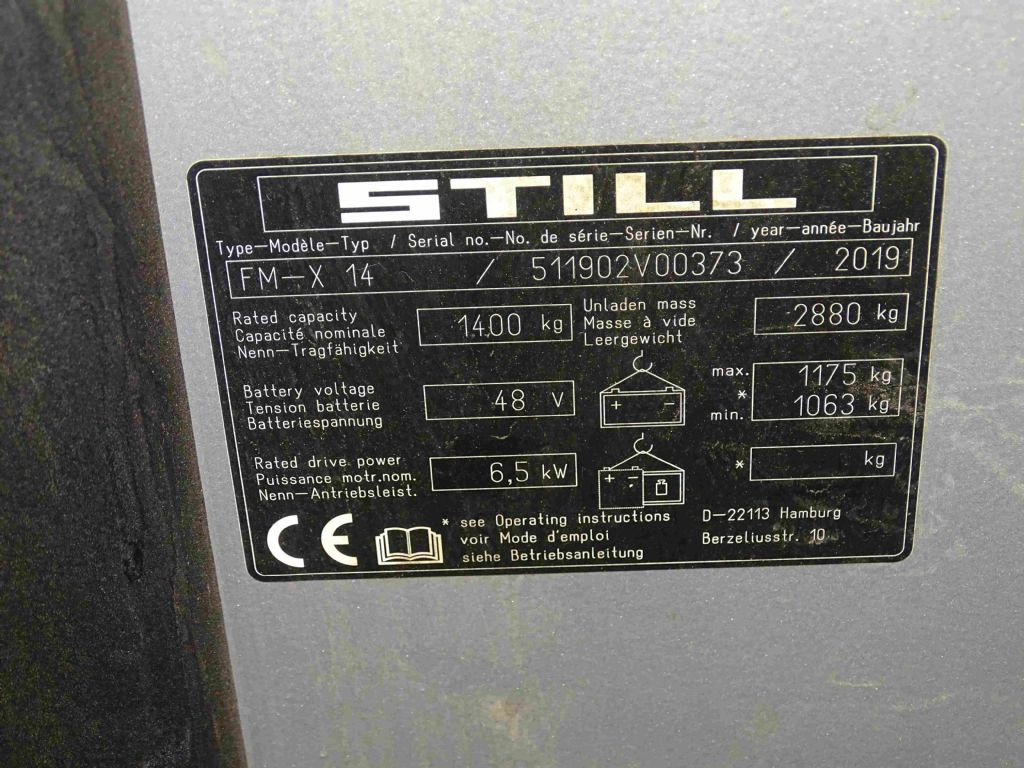 STILL
Type-Modèle-Typ / Serial no.-No. de série-Serien-Nr. / year-année-Baujahr
FM-X 14 / 511902V00373 / 2019
Rated capacity
Capacité nominale
Nenn-Tragfähigkeit
1400 kg
Unladen mass
Masse à vide
Leergewicht
2880 kg
Battery voltage
Tension batterie
Batteriespannung
48 V
+ -
max. 1175 kg
*
min. 1063 kg
Rated drive power
Puissance motr.nom.
Nenn-Antriebsleist.
6,5 kW
+ -
* kg
CE
* see Operating instructions
voir Mode d'emploi
siehe Betriebsanleitung
D-22113 Hamburg
Berzeliusstr. 10